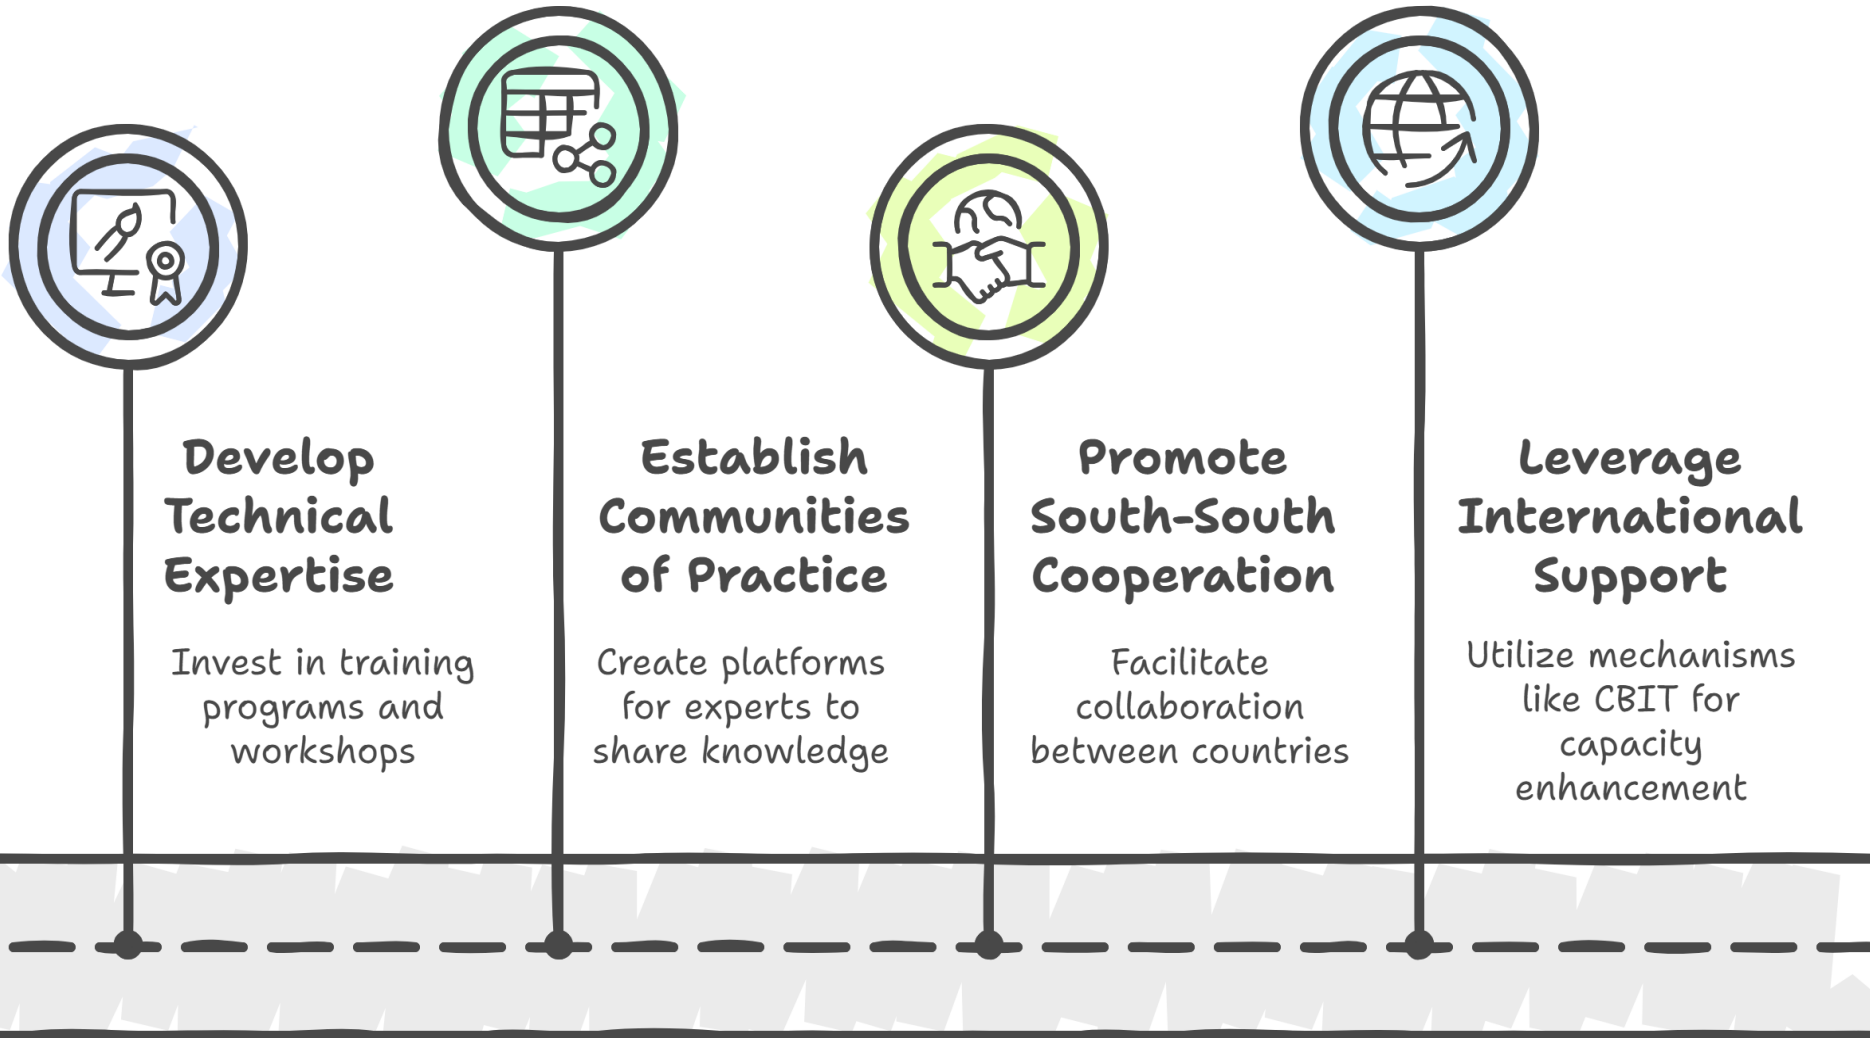 Develop
Technical
Expertise
Invest in training
programs and
workshops
Establish
Communities
of Practice
Create platforms
for experts to
share knowledge
Promote
South-South
Cooperation
Facilitate
collaboration
between countries
Leverage
International
Support
Utilize mechanisms
like CBIT for
capacity
enhancement